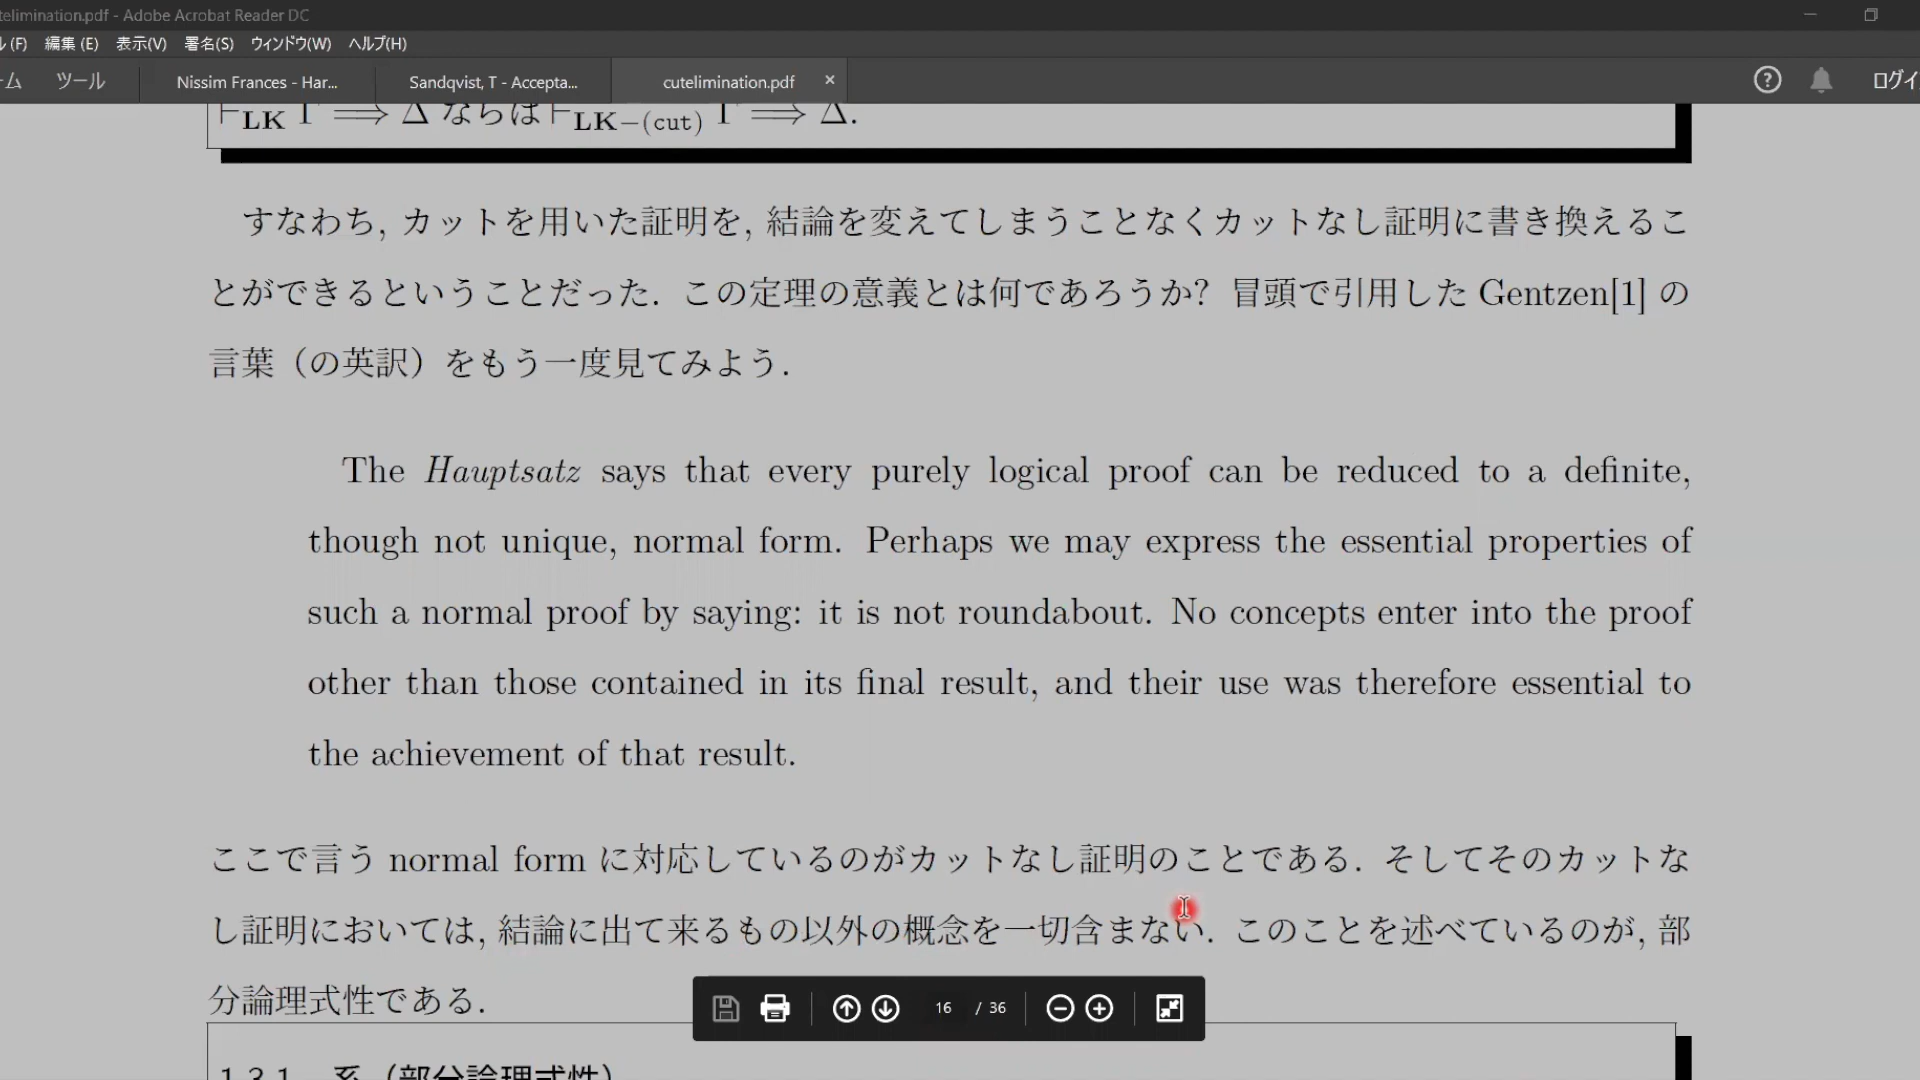 telimination.pdf - Adobe Acrobat Reader DC
ル(F) 編集(E) 表示(V) 署名(S) ウィンドウ(W) ヘルプ(H)
ーム ツール Nissim Frances - Har... Sandqvist, T - Accepta... cutelimination.pdf × ログイ
⊢LK Γ ⟹ Δ ならば ⊢LK−(cut) Γ ⟹ Δ.
すなわち, カットを用いた証明を, 結論を変えてしまうことなくカットなし証明に書き換えるこ
とができるということだった. この定理の意義とは何であろうか? 冒頭で引用した Gentzen[1] の
言葉（の英訳）をもう一度見てみよう.
The Hauptsatz says that every purely logical proof can be reduced to a definite,
though not unique, normal form. Perhaps we may express the essential properties of
such a normal proof by saying: it is not roundabout. No concepts enter into the proof
other than those contained in its final result, and their use was therefore essential to
the achievement of that result.
ここで言う normal form に対応しているのがカットなし証明のことである. そしてそのカットな
し証明においては, 結論に出て来るもの以外の概念を一切含まない. このことを述べているのが, 部
分論理式性である.
16 / 36
1.3.1 系（部分論理式性）